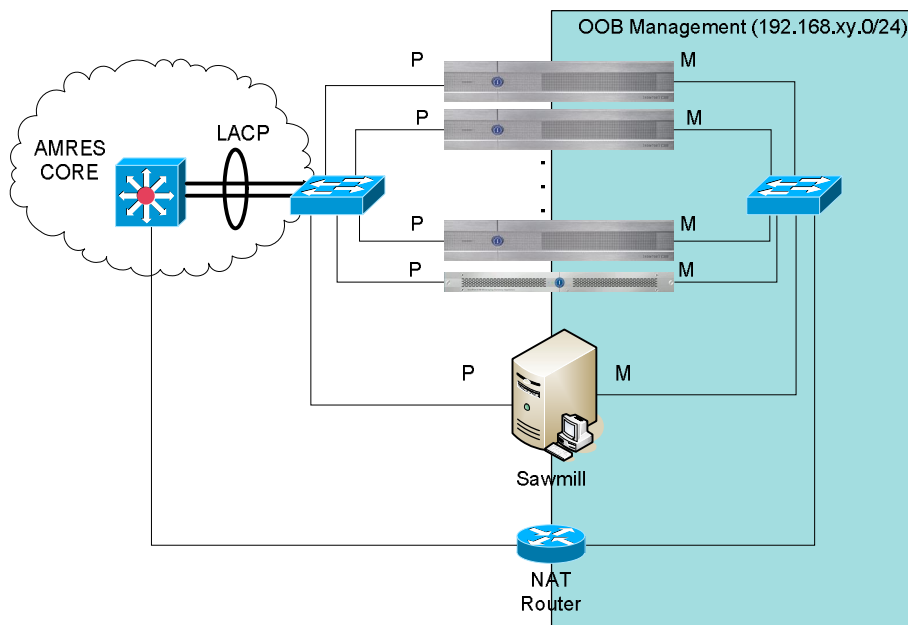 OOB Management (192.168.xy.0/24)
P
M
AMRES
CORE
LACP
P
M
P
M
P
M
P
M
Sawmill
NAT
Router